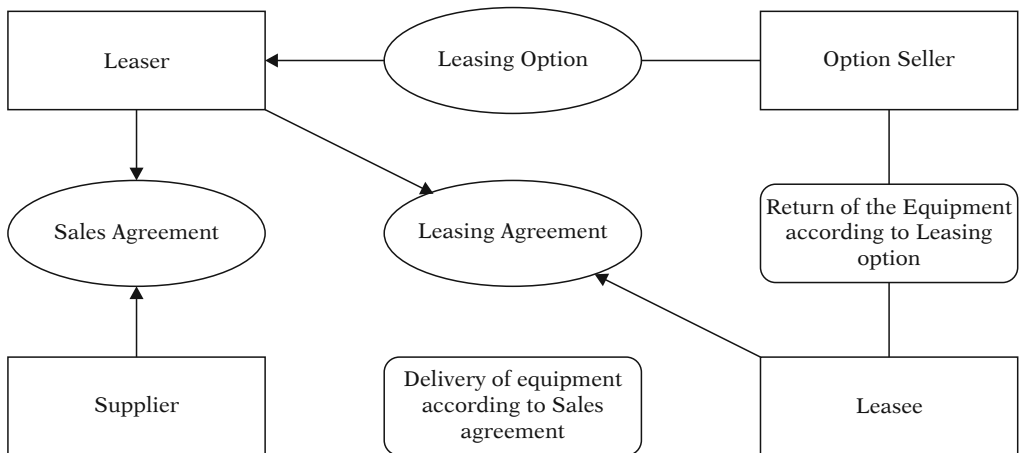 Leaser
Leasing Option
Option Seller
Sales Agreement
Leasing Agreement
Return of the Equipment
according to Leasing
option
Supplier
Delivery of equipment
according to Sales
agreement
Leasee